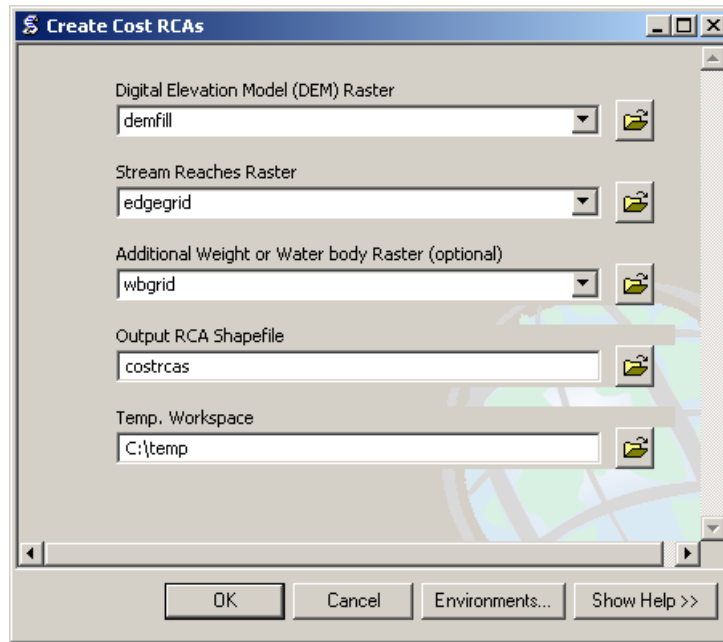 Create Cost RCAs
Digital Elevation Model (DEM) Raster
demfill
Stream Reaches Raster
edgegrid
Additional Weight or Water body Raster (optional)
wbgrid
Output RCA Shapefile
costrcas
Temp. Workspace
C:\temp
OK Cancel Environments... Show Help >>